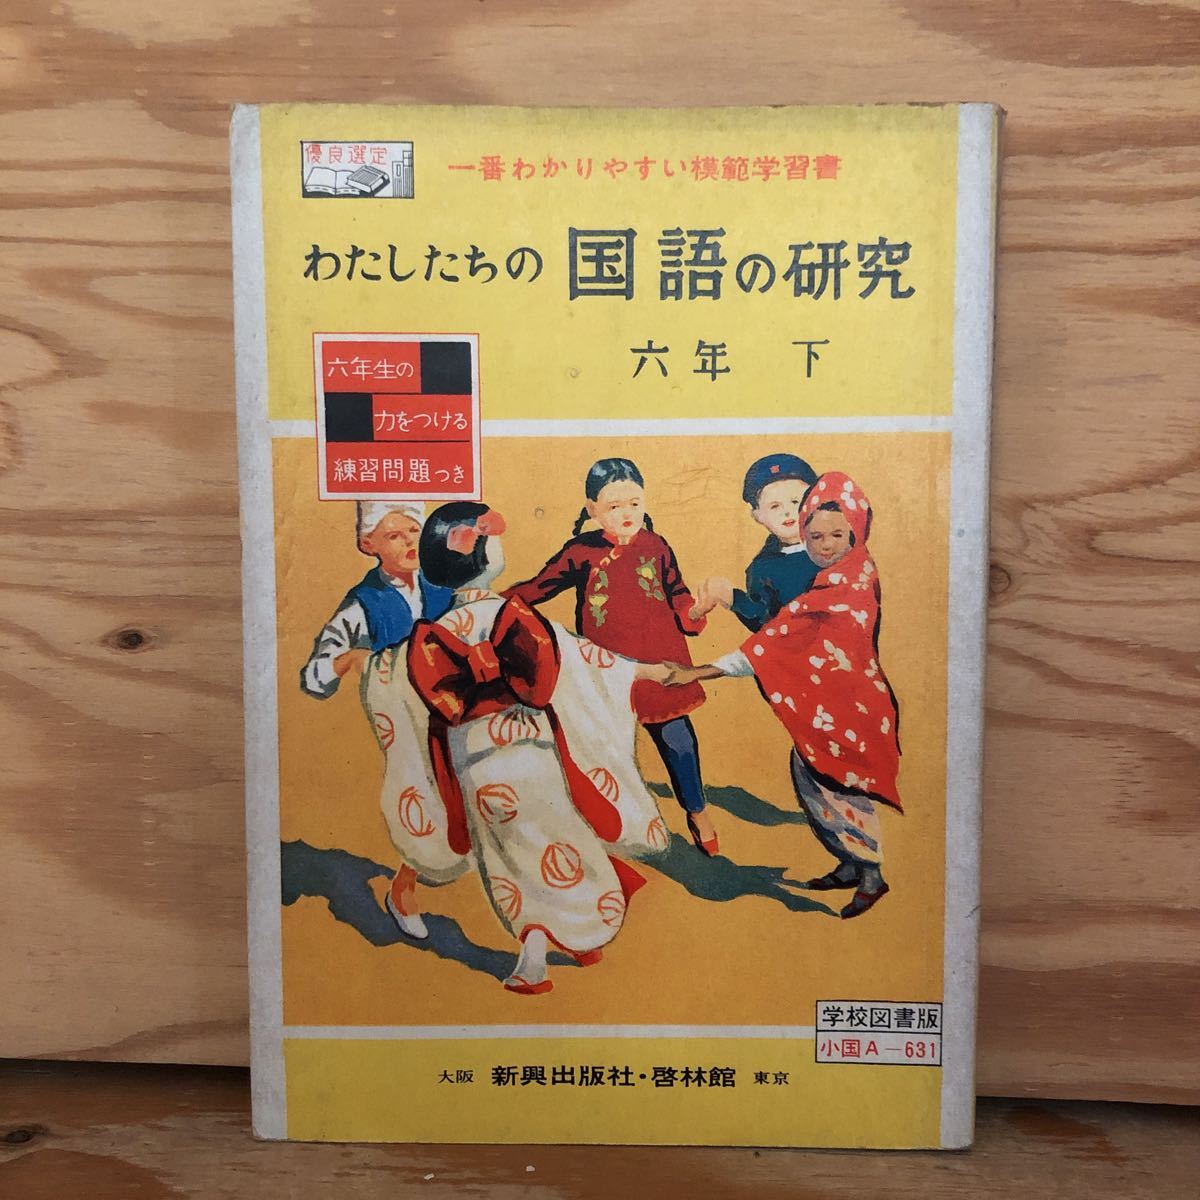 優良選定
一番わかりやすい模範学習書
わたしたちの 国語の研究
六年 下
六年生の
力をつける
練習問題つき
学校図書版
小国A-631
大阪 新興出版社・啓林館 東京